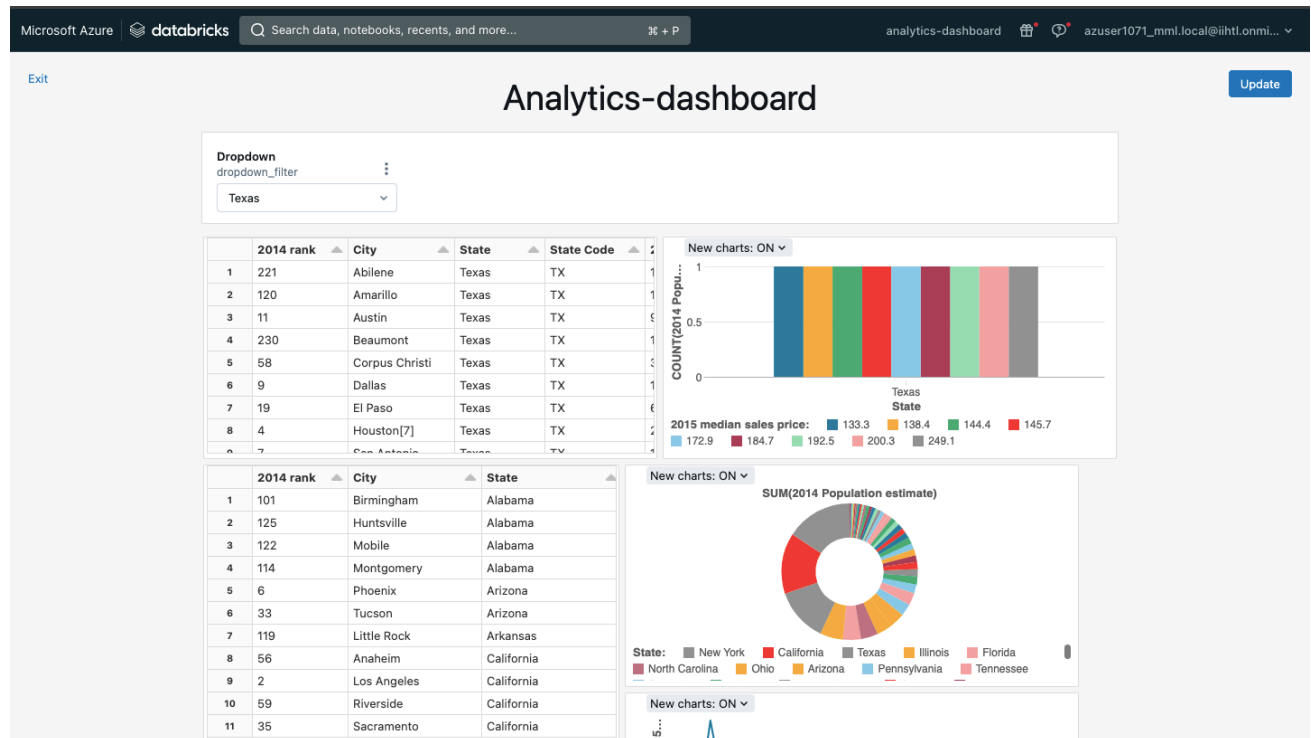 Microsoft Azure databricks Search data, notebooks, recents, and more... ⌘ + P analytics-dashboard azuser1071_mml.local@iihtl.onmi...
Exit
Analytics-dashboard
Update
Dropdown
dropdown_filter
Texas
2014 rank City State State Code
1 221 Abilene Texas TX
2 120 Amarillo Texas TX
3 11 Austin Texas TX
4 230 Beaumont Texas TX
5 58 Corpus Christi Texas TX
6 9 Dallas Texas TX
7 19 El Paso Texas TX
8 4 Houston[7] Texas TX
New charts: ON
COUNT(2014 Popu...
1
0.5
0
Texas
State
2015 median sales price: 133.3 138.4 144.4 145.7
172.9 184.7 192.5 200.3 249.1
2014 rank City State
1 101 Birmingham Alabama
2 125 Huntsville Alabama
3 122 Mobile Alabama
4 114 Montgomery Alabama
5 6 Phoenix Arizona
6 33 Tucson Arizona
7 119 Little Rock Arkansas
8 56 Anaheim California
9 2 Los Angeles California
10 59 Riverside California
11 35 Sacramento California
New charts: ON
SUM(2014 Population estimate)
State: New York California Texas Illinois Florida
North Carolina Ohio Arizona Pennsylvania Tennessee
New charts: ON